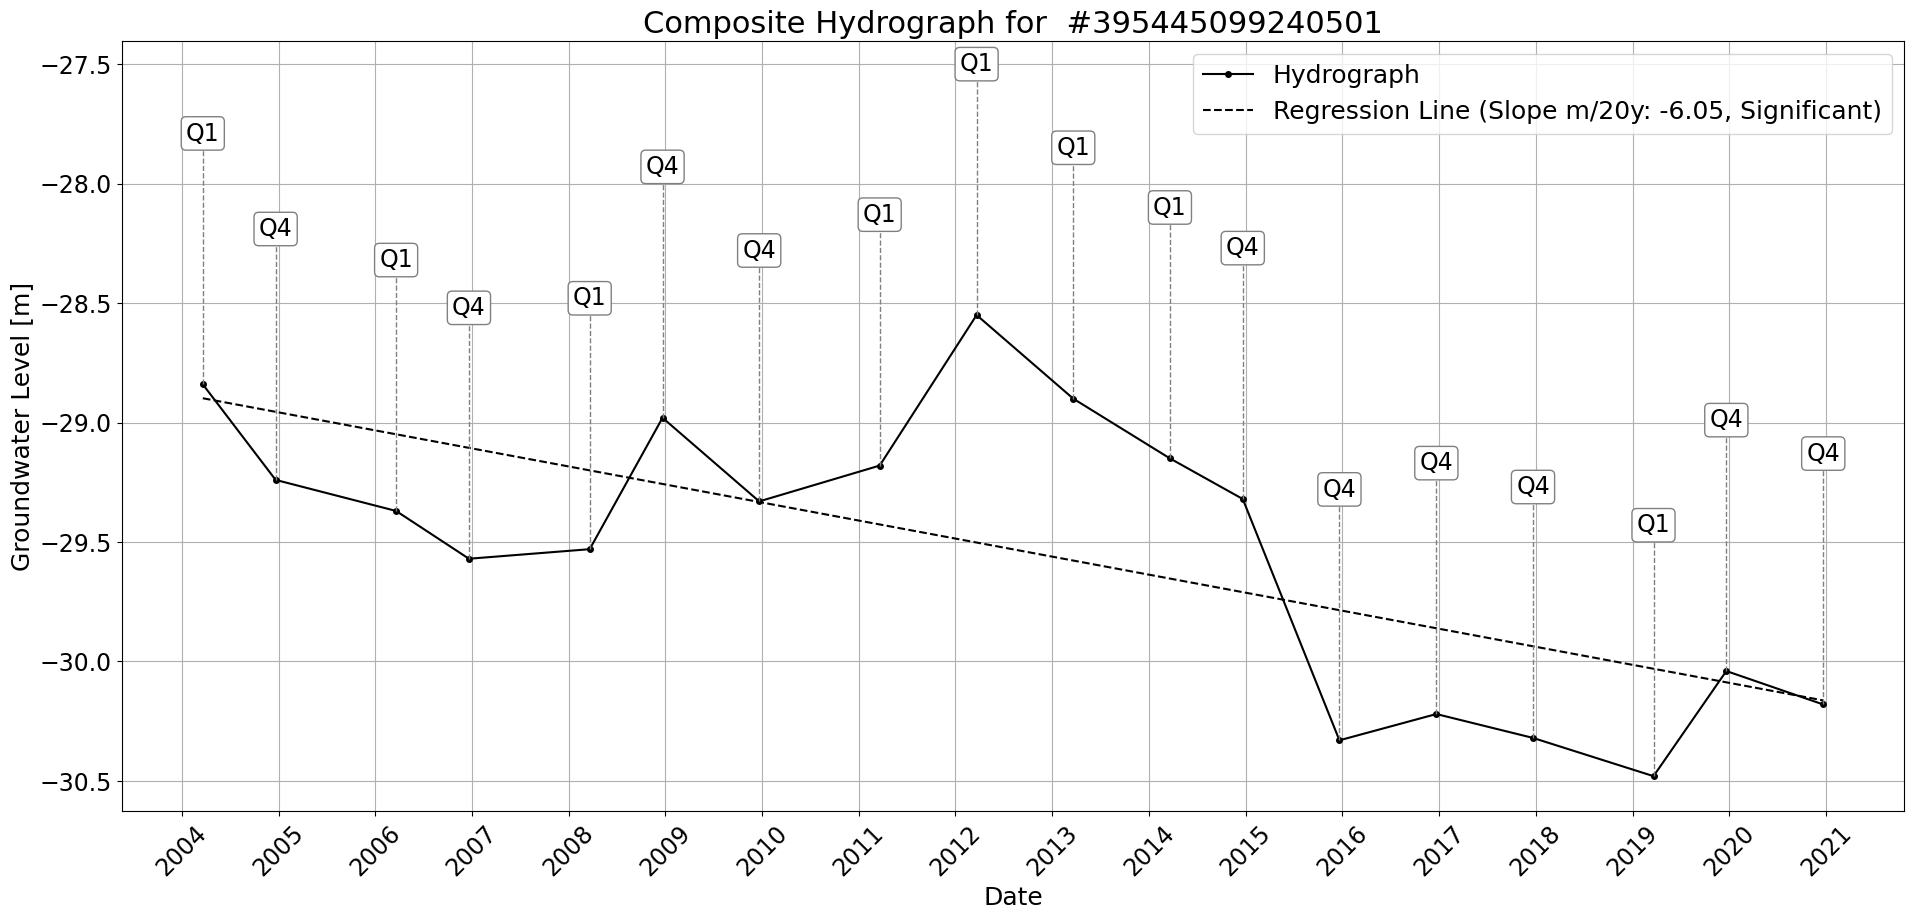 Composite Hydrograph for  #395445099240501
Hydrograph
Regression Line (Slope m/20y: -6.05, Significant)
Groundwater Level [m]
−27.5
−28.0
−28.5
−29.0
−29.5
−30.0
−30.5
Q1
Q4
Q1
Q4
Q1
Q4
Q4
Q1
Q1
Q1
Q1
Q4
Q4
Q4
Q4
Q1
Q4
Q4
2004
2005
2006
2007
2008
2009
2010
2011
2012
2013
2014
2015
2016
2017
2018
2019
2020
2021
Date